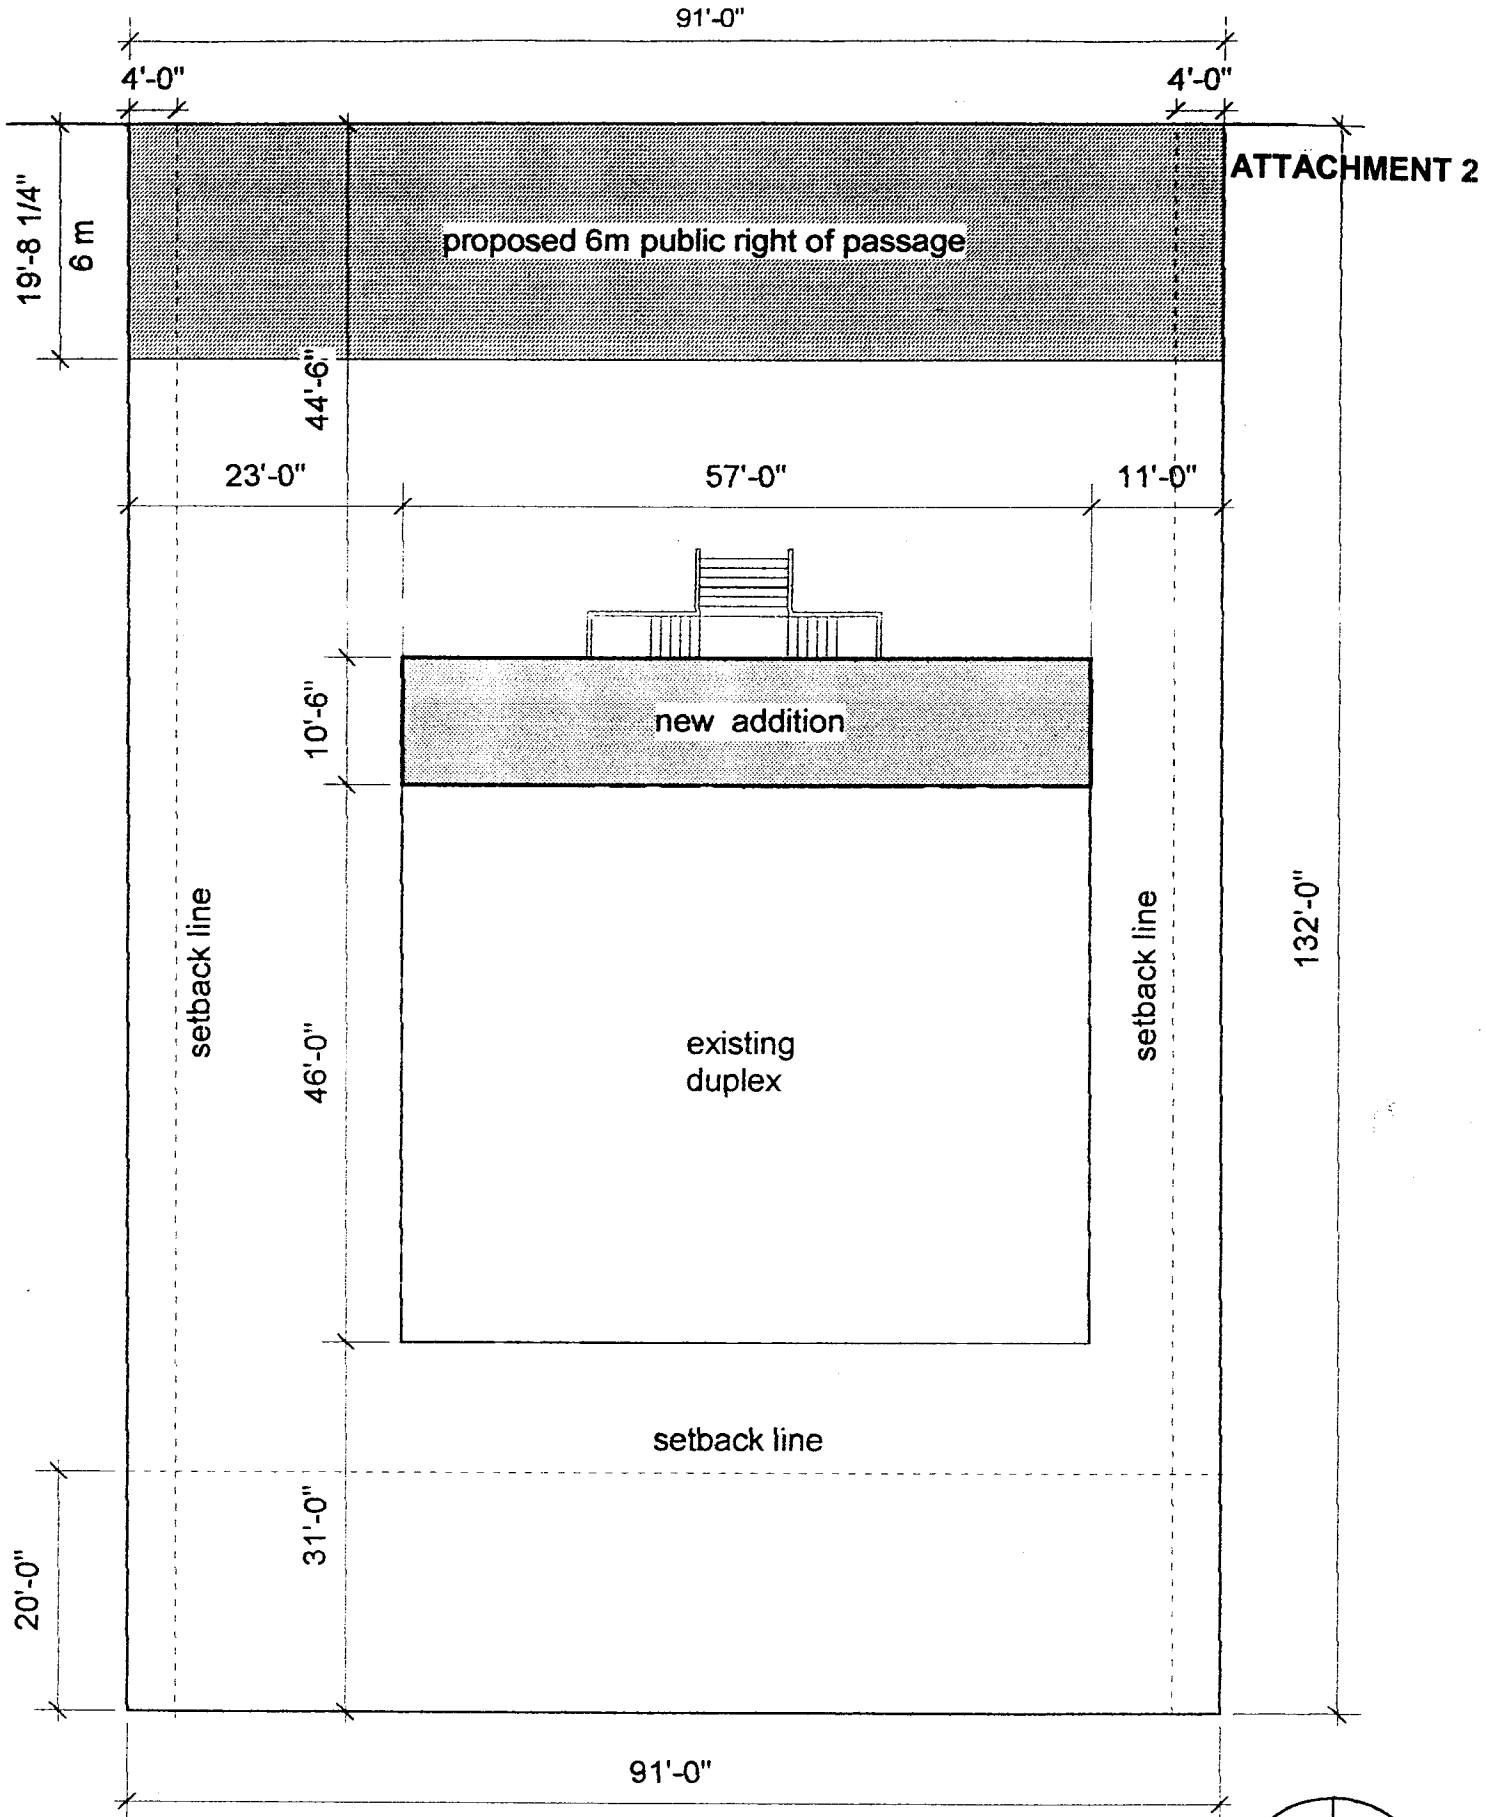 91'-0"
4'-0"
4'-0"
ATTACHMENT 2
19'-8 1/4"
6 m
proposed 6m public right of passage
44'-6"
23'-0"
57'-0"
11'-0"
10'-6"
new addition
setback line
setback line
132'-0"
46'-0"
existing
duplex
setback line
31'-0"
20'-0"
91'-0"